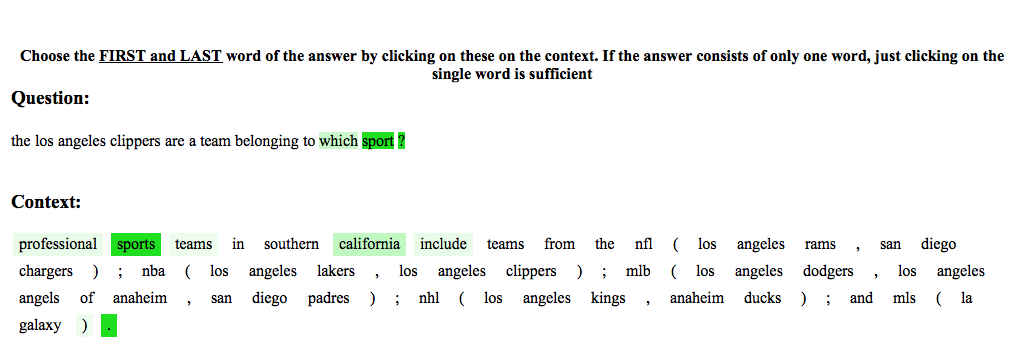 Choose the FIRST and LAST word of the answer by clicking on these on the context. If the answer consists of only one word, just clicking on the
single word is sufficient
Question:
the los angeles clippers are a team belonging to which sport ?
Context:
professional sports teams in southern california include teams from the nfl ( los angeles rams , san diego
chargers ) ; nba ( los angeles lakers , los angeles clippers ) ; mlb ( los angeles dodgers , los angeles
angels of anaheim , san diego padres ) ; nhl ( los angeles kings , anaheim ducks ) ; and mls ( la
galaxy ) .